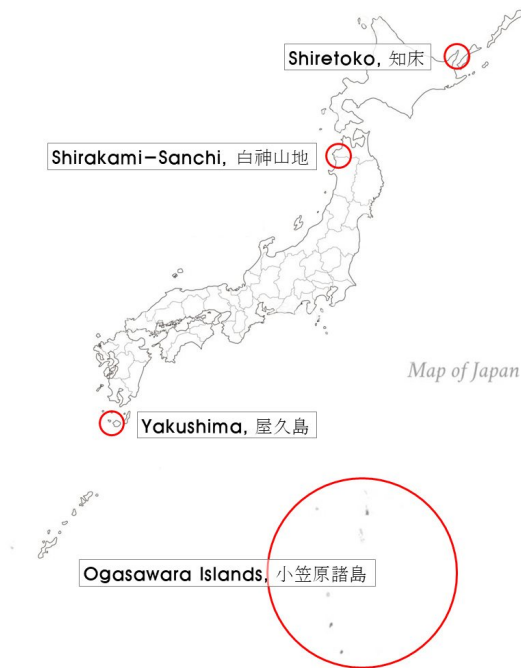 Shiretoko, 知床
Shirakami-Sanchi, 白神山地
Map of Japan
Yakushima, 屋久島
Ogasawara Islands, 小笠原諸島